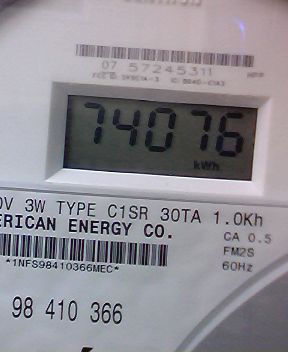 07 57245311
74076
kWh
0V 3W TYPE C1SR 30TA 1.0Kh
ERICAN ENERGY CO.
CA 0.5
FM2S
60Hz
*1NFS98410366MEC*
98 410 366